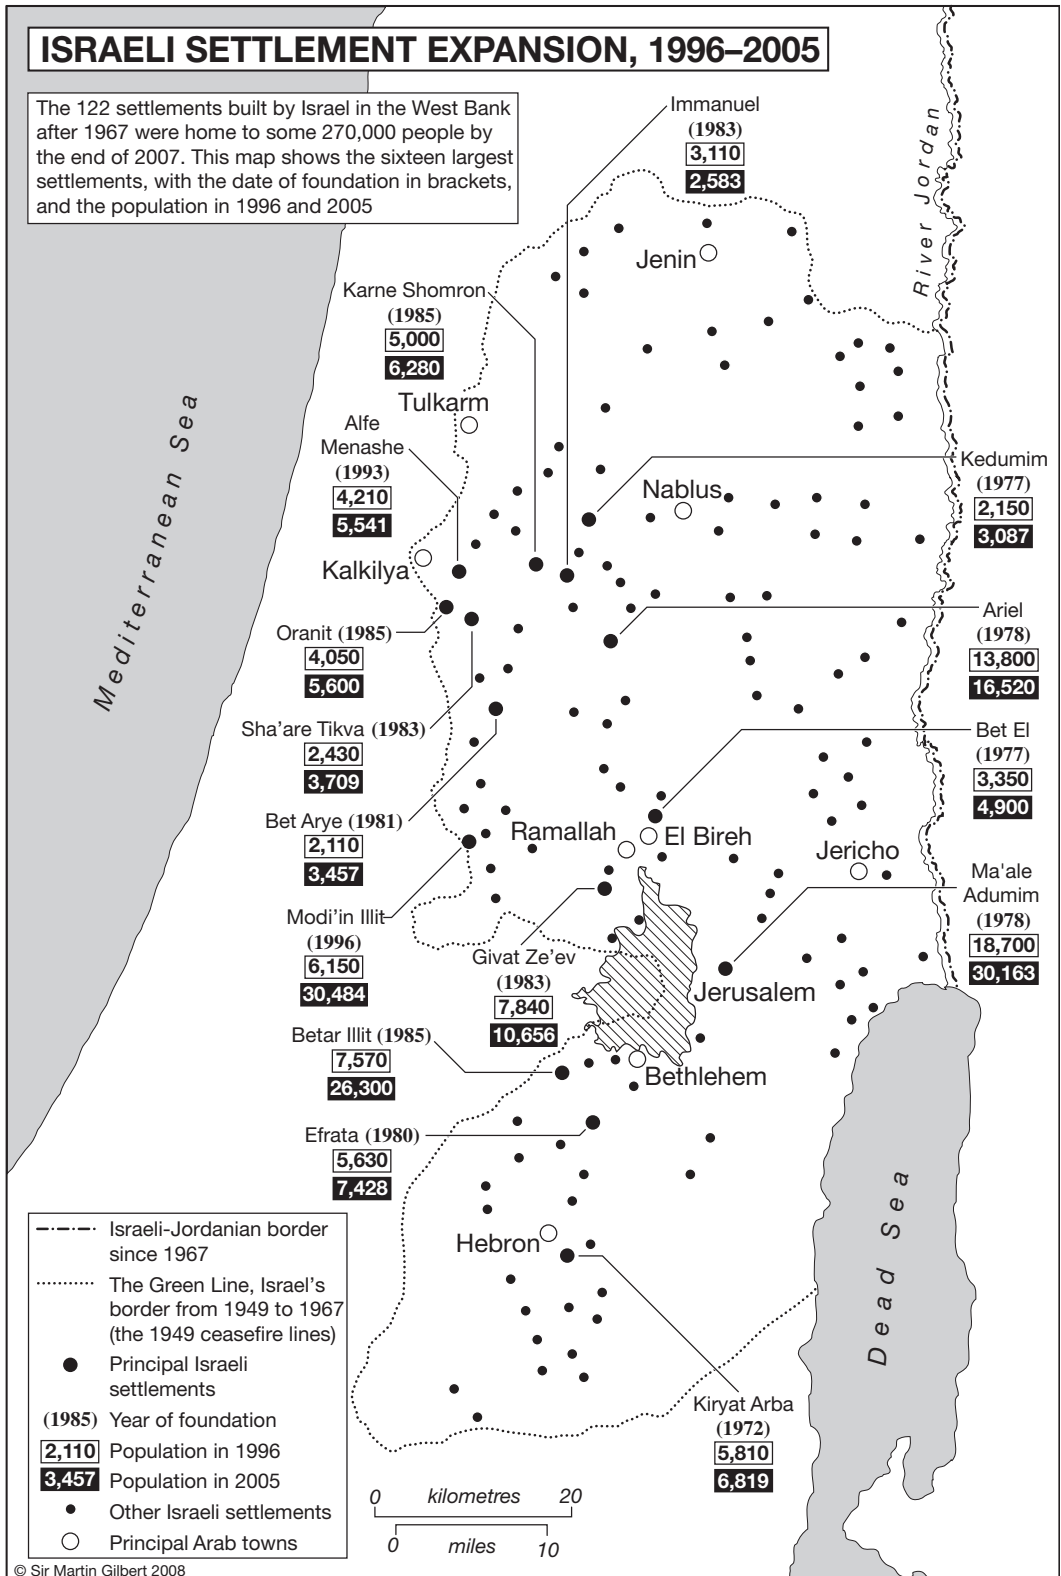 ISRAELI SETTLEMENT EXPANSION, 1996–2005
The 122 settlements built by Israel in the West Bank
after 1967 were home to some 270,000 people by
the end of 2007. This map shows the sixteen largest
settlements, with the date of foundation in brackets,
and the population in 1996 and 2005
Immanuel
(1983)
3,110
2,583
River Jordan
Jenin
Karne Shomron
(1985)
5,000
6,280
Tulkarm
Mediterranean Sea
Alfe
Menashe
(1993)
4,210
5,541
Kedumim
(1977)
2,150
3,087
Nablus
Kalkilya
Oranit (1985)
4,050
5,600
Ariel
(1978)
13,800
16,520
Sha'are Tikva (1983)
2,430
3,709
Bet El
(1977)
3,350
4,900
Bet Arye (1981)
2,110
3,457
Ramallah
El Bireh
Jericho
Ma'ale
Adumim
(1978)
18,700
30,163
Modi'in Illit
(1996)
6,150
30,484
Givat Ze'ev
(1983)
7,840
10,656
Jerusalem
Betar Illit (1985)
7,570
26,300
Bethlehem
Efrata (1980)
5,630
7,428
Hebron
Dead Sea
Kiryat Arba
(1972)
5,810
6,819
Israeli-Jordanian border
since 1967
The Green Line, Israel's
border from 1949 to 1967
(the 1949 ceasefire lines)
Principal Israeli
settlements
(1985) Year of foundation
2,110 Population in 1996
3,457 Population in 2005
Other Israeli settlements
Principal Arab towns
0 kilometres 20
0 miles 10
© Sir Martin Gilbert 2008